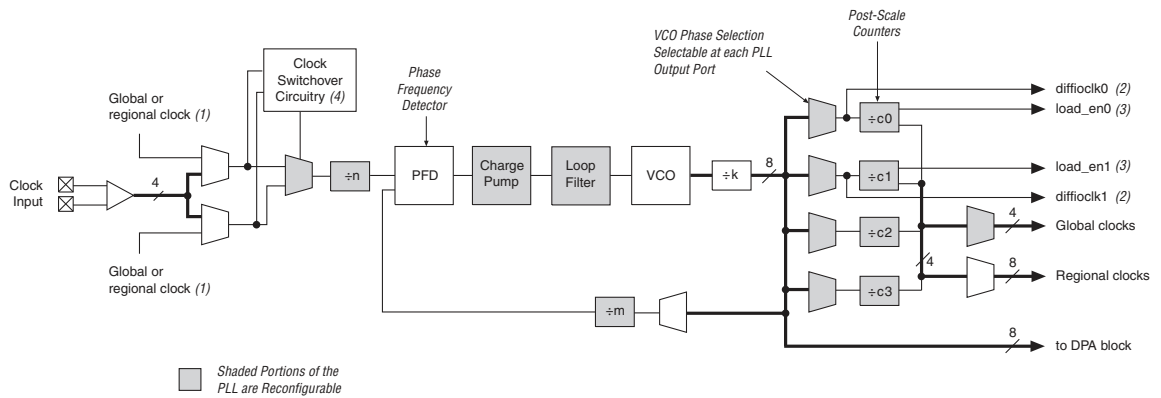 Post-Scale
Counters
VCO Phase Selection
Selectable at each PLL
Output Port
Clock
Switchover
Circuitry (4)
Phase
Frequency
Detector
diffioclk0 (2)
load_en0 (3)
Global or
regional clock (1)
÷c0
load_en1 (3)
Clock
Input
4
÷n
PFD
Charge
Pump
Loop
Filter
VCO
÷k
8
÷c1
diffioclk1 (2)
÷c2
4
Global clocks
Global or
regional clock (1)
4
÷c3
8
Regional clocks
÷m
8
to DPA block
Shaded Portions of the
PLL are Reconfigurable